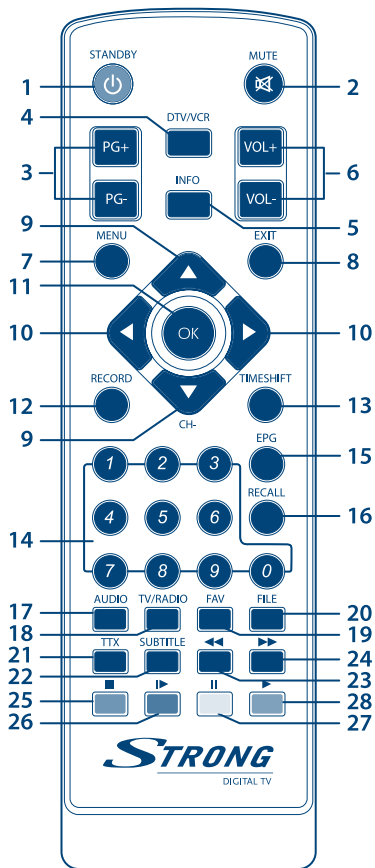 STANDBY MUTE
1 2
4 DTV/VCR
PG+ VOL+
3 6
INFO
PG- VOL-
9 5
MENU EXIT
7 8
11
10 OK 10
RECORD TIMESHIFT
12 13
9 CH-
EPG
1 2 3 15
RECALL
4 5 6 16
14
7 8 9 0
AUDIO TV/RADIO FAV FILE
17 20
18 19
TTX SUBTITLE
21 24
22 23
25 28
26 27
STRONG
DIGITAL TV